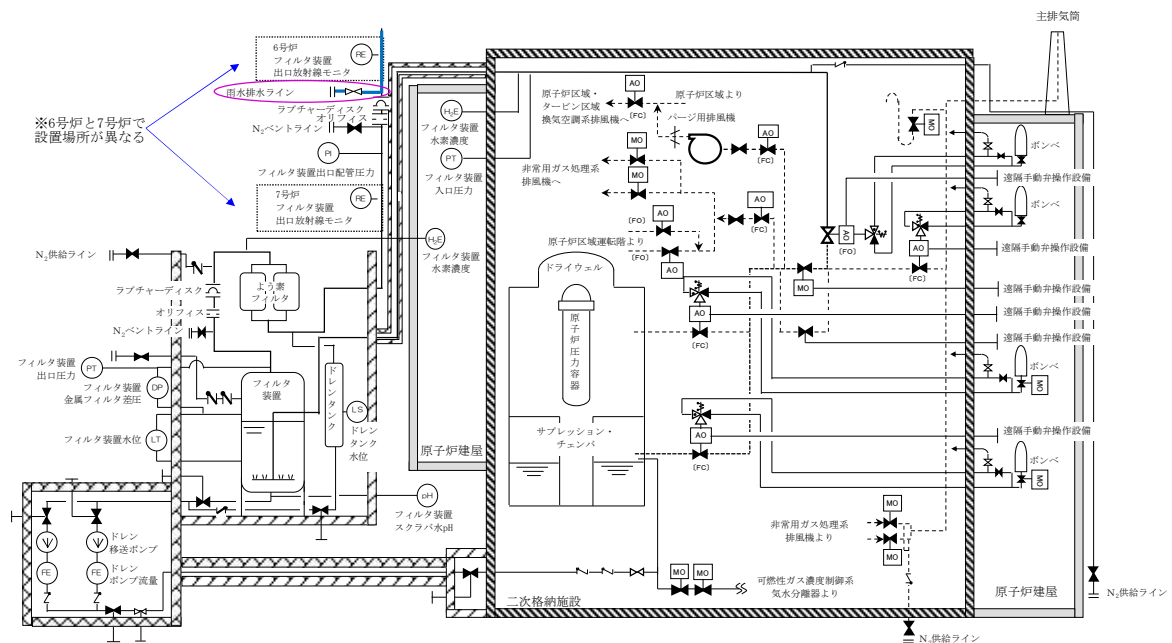 主排気筒
6号炉
フィルタ装置
出口放射線モニタ
RE
雨水排水ライン
ラプチャーディスク
オリフィス
N₂ベントライン
※6号炉と7号炉で
設置場所が異なる
PI
フィルタ装置出口配管圧力
7号炉
フィルタ装置
出口放射線モニタ
RE
H₂E
フィルタ装置
水素濃度
PT
フィルタ装置
入口圧力
H₂E
フィルタ装置
水素濃度
AO
(FC)
原子炉区域・
タービン区域
換気空調系排風機へ
原子炉区域より
パージ用排風機
AO
(FC)
MO
非常用ガス処理系
排風機へ
MO
AO
(FC)
(FO)
AO
原子炉区域運転階より
(FO)
AO
MO
AO
(FO)
AO
(FC)
MO
ボンベ
遠隔手動弁操作設備
ボンベ
遠隔手動弁操作設備
遠隔手動弁操作設備
遠隔手動弁操作設備
遠隔手動弁操作設備
遠隔手動弁操作設備
ボンベ
MO
遠隔手動弁操作設備
ボンベ
MO
N₂供給ライン
ラプチャーディスク
よう素
フィルタ
オリフィス
N₂ベントライン
フィルタ装置
出口圧力
PT
フィルタ装置
金属フィルタ差圧
DP
フィルタ装置水位
LT
フィルタ
装置
ドレンタンク
LS
ドレン
タンク
水位
原子炉建屋
pH
フィルタ装置
スクラバ水pH
ドライウェル
原子炉圧力容器
サプレッション・
チェンバ
AO
(FC)
AO
(FC)
ドレン
移送ポンプ
FE
FE
ドレン
ポンプ流量
MO
非常用ガス処理系
排風機より
MO
MO
MO
可燃性ガス濃度制御系
気水分離器より
二次格納施設
原子炉建屋
N₂供給ライン
N₂供給ライン